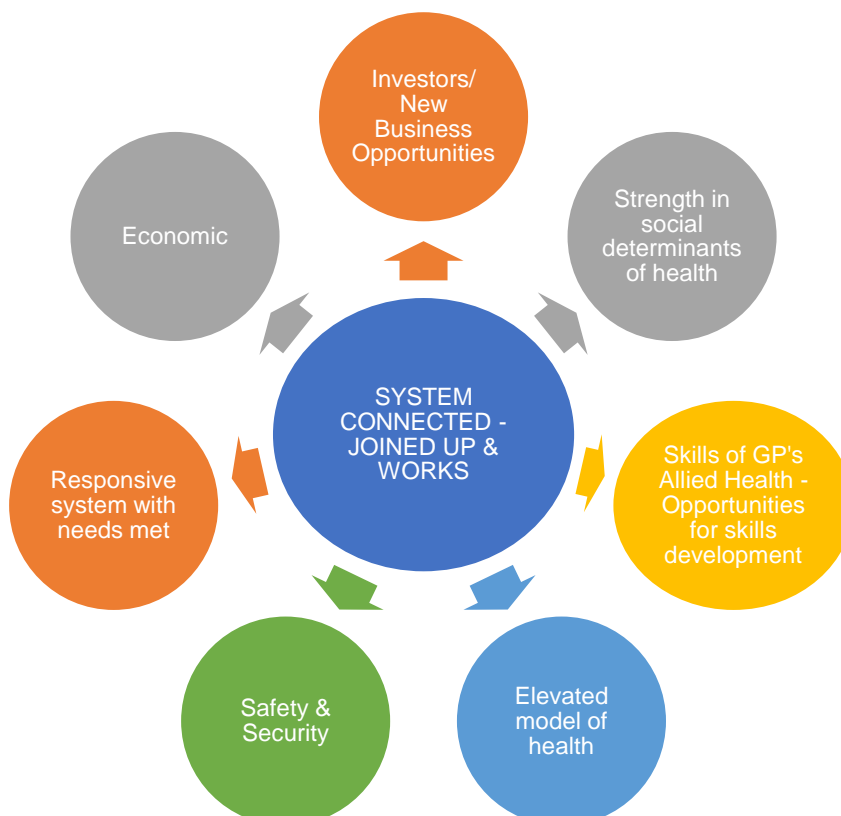 Investors/
New
Business
Opportunities
Strength in
social
determinants
of health
Skills of GP's
Allied Health -
Opportunities
for skills
development
Elevated
model of
health
Safety &
Security
Responsive
system with
needs met
Economic
SYSTEM
CONNECTED -
JOINED UP &
WORKS